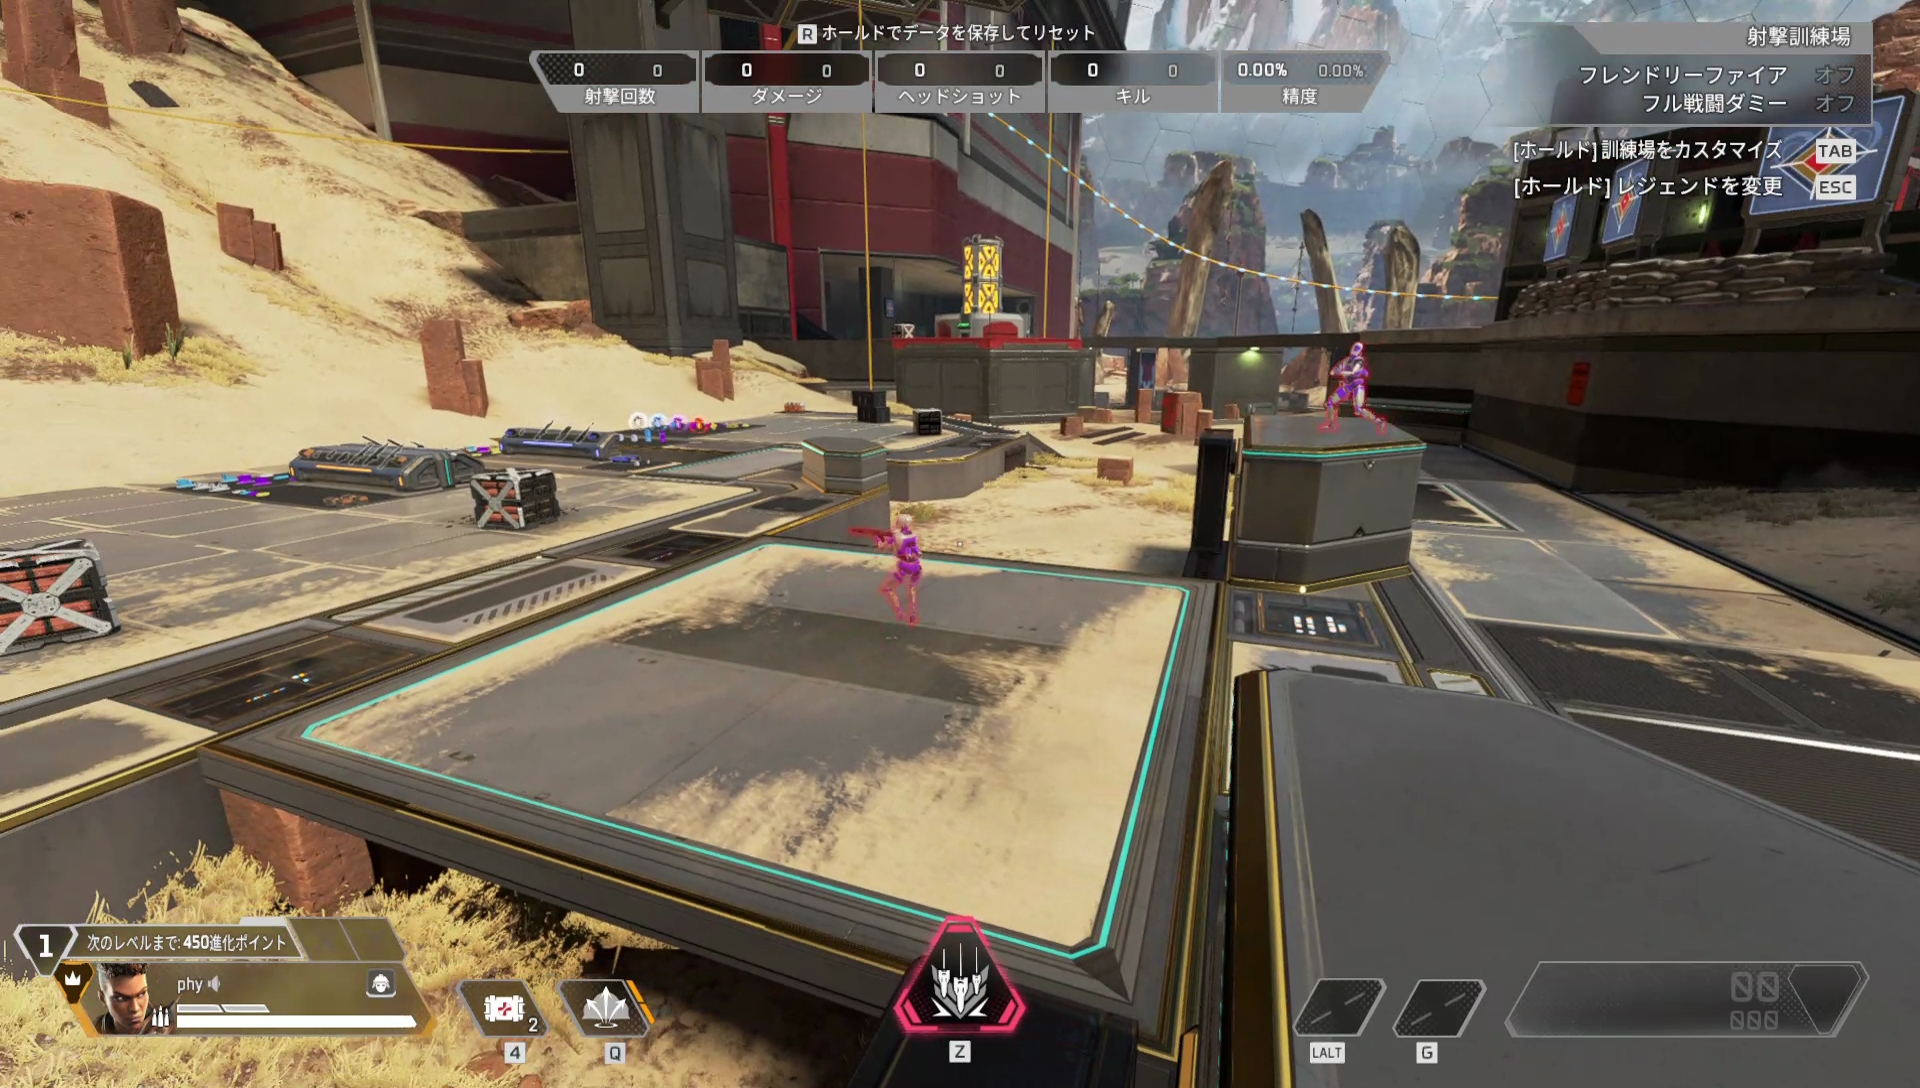 R ホールドでデータを保存してリセット
0 0 射撃回数
0 0 ダメージ
0 0 ヘッドショット
0 0 キル
0.00% 0.00% 精度
射撃訓練場
フレンドリーファイア オフ
フル戦闘ダミー オフ
[ホールド] 訓練場をカスタマイズ TAB
[ホールド] レジェンドを変更 ESC
1 次のレベルまで: 450進化ポイント
phy
2
4
Q
Z
LALT
G
00
000